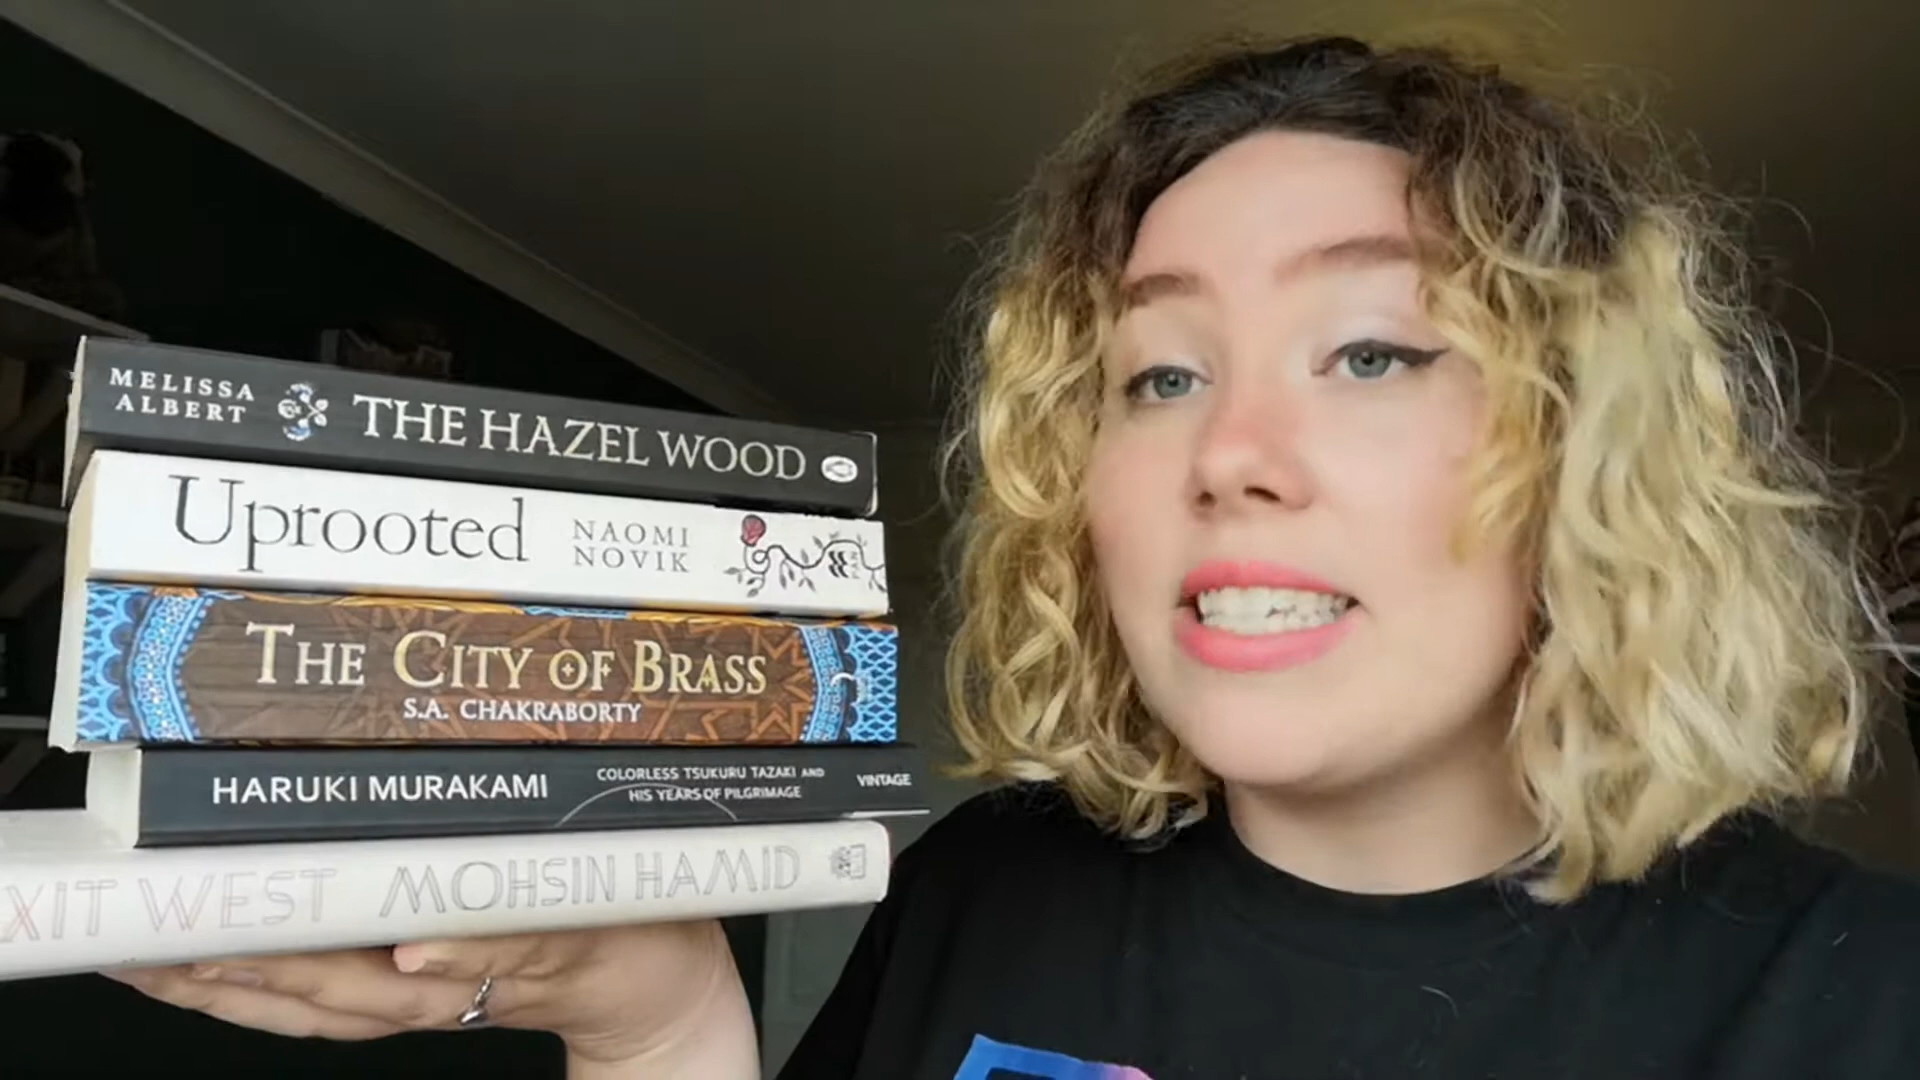 MELISSA
ALBERT
THE HAZEL WOOD
Uprooted
NAOMI
NOVIK
THE CITY OF BRASS
S.A. CHAKRABORTY
HARUKI MURAKAMI
COLORLESS TSUKURU TAZAKI AND
HIS YEARS OF PILGRIMAGE
VINTAGE
XIT WEST MOHSIN HAMID